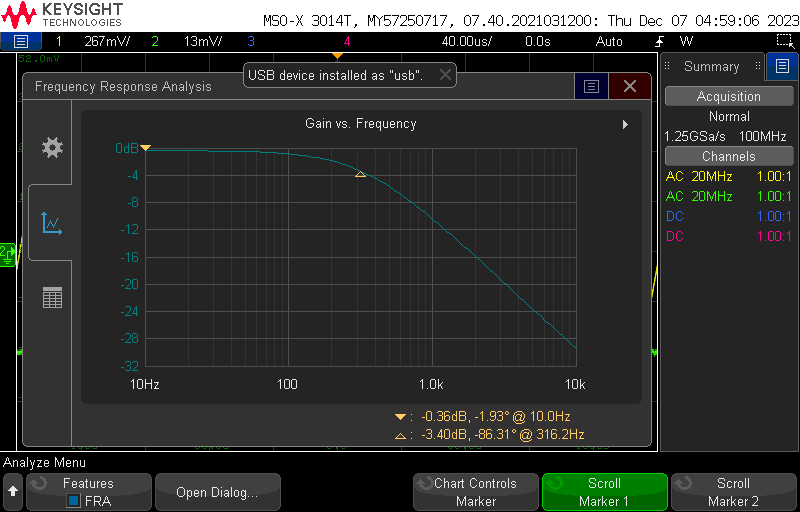 KEYSIGHT
TECHNOLOGIES
MSO-X 3014T, MY57250717, 07.40.2021031200: Thu Dec 07 04:59:06 2023
1 267mV/ 2 13mV/ 3 4 40.00us/ 0.0s Auto W
52.0mV
USB device installed as "usb".
Frequency Response Analysis
Summary
Acquisition
Normal
1.25GSa/s 100MHz
Channels
AC 20MHz 1.00:1
AC 20MHz 1.00:1
DC 1.00:1
DC 1.00:1
Gain vs. Frequency
0dB
-4
-8
-12
-16
-20
-24
-28
-32
10Hz 100 1.0k 10k
2
: -0.36dB, -1.93° @ 10.0Hz
: -3.40dB, -86.31° @ 316.2Hz
Analyze Menu
Features
FRA
Open Dialog...
Chart Controls
Marker
Scroll
Marker 1
Scroll
Marker 2